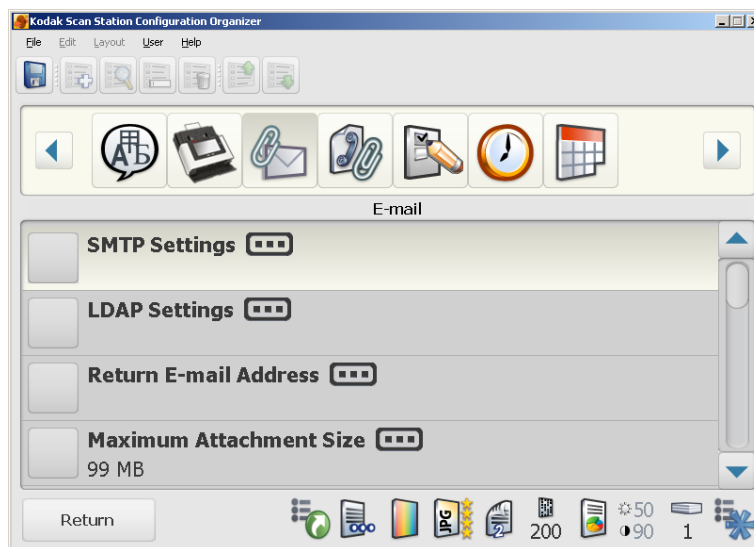 Kodak Scan Station Configuration Organizer
File Edit Layout User Help
E-mail
SMTP Settings
LDAP Settings
Return E-mail Address
Maximum Attachment Size
99 MB
Return
JPG
2
200
50
90
1